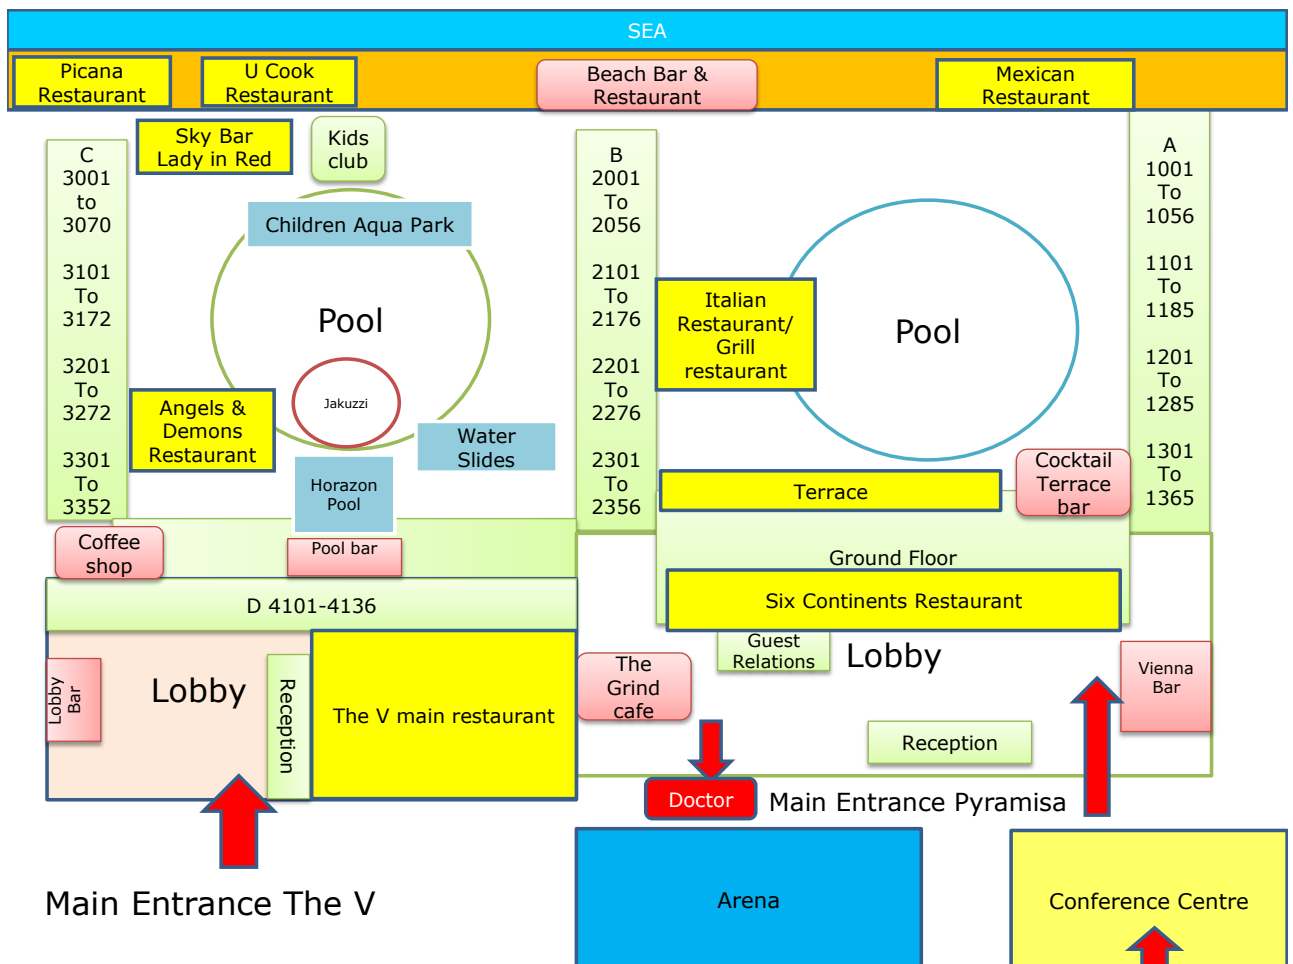 SEA
Picana
Restaurant
U Cook
Restaurant
Beach Bar &
Restaurant
Mexican
Restaurant
Sky Bar
Lady in Red
Kids
club
C
3001
to
3070
3101
To
3172
3201
To
3272
3301
To
3352
Children Aqua Park
Pool
Jakuzzi
Angels &
Demons
Restaurant
Water
Slides
Horazon
Pool
B
2001
To
2056
2101
To
2176
2201
To
2276
2301
To
2356
Italian
Restaurant/
Grill
restaurant
Pool
A
1001
To
1056
1101
To
1185
1201
To
1285
1301
To
1365
Terrace
Cocktail
Terrace
bar
Coffee
shop
Pool bar
Ground Floor
D 4101-4136
Six Continents Restaurant
Lobby
Bar
Lobby
Reception
The V main restaurant
The
Grind
cafe
Guest
Relations
Lobby
Vienna
Bar
Reception
Doctor
Main Entrance Pyramisa
Main Entrance The V
Arena
Conference Centre